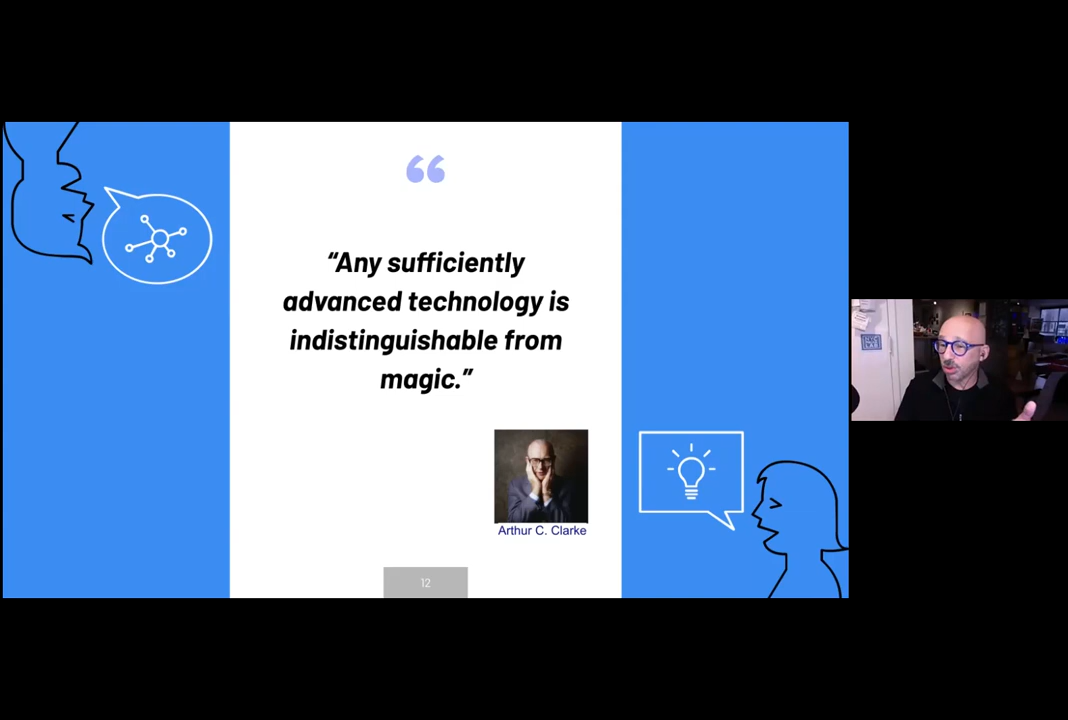 “Any sufficiently
advanced technology is
indistinguishable from
magic.”
Arthur C. Clarke
12